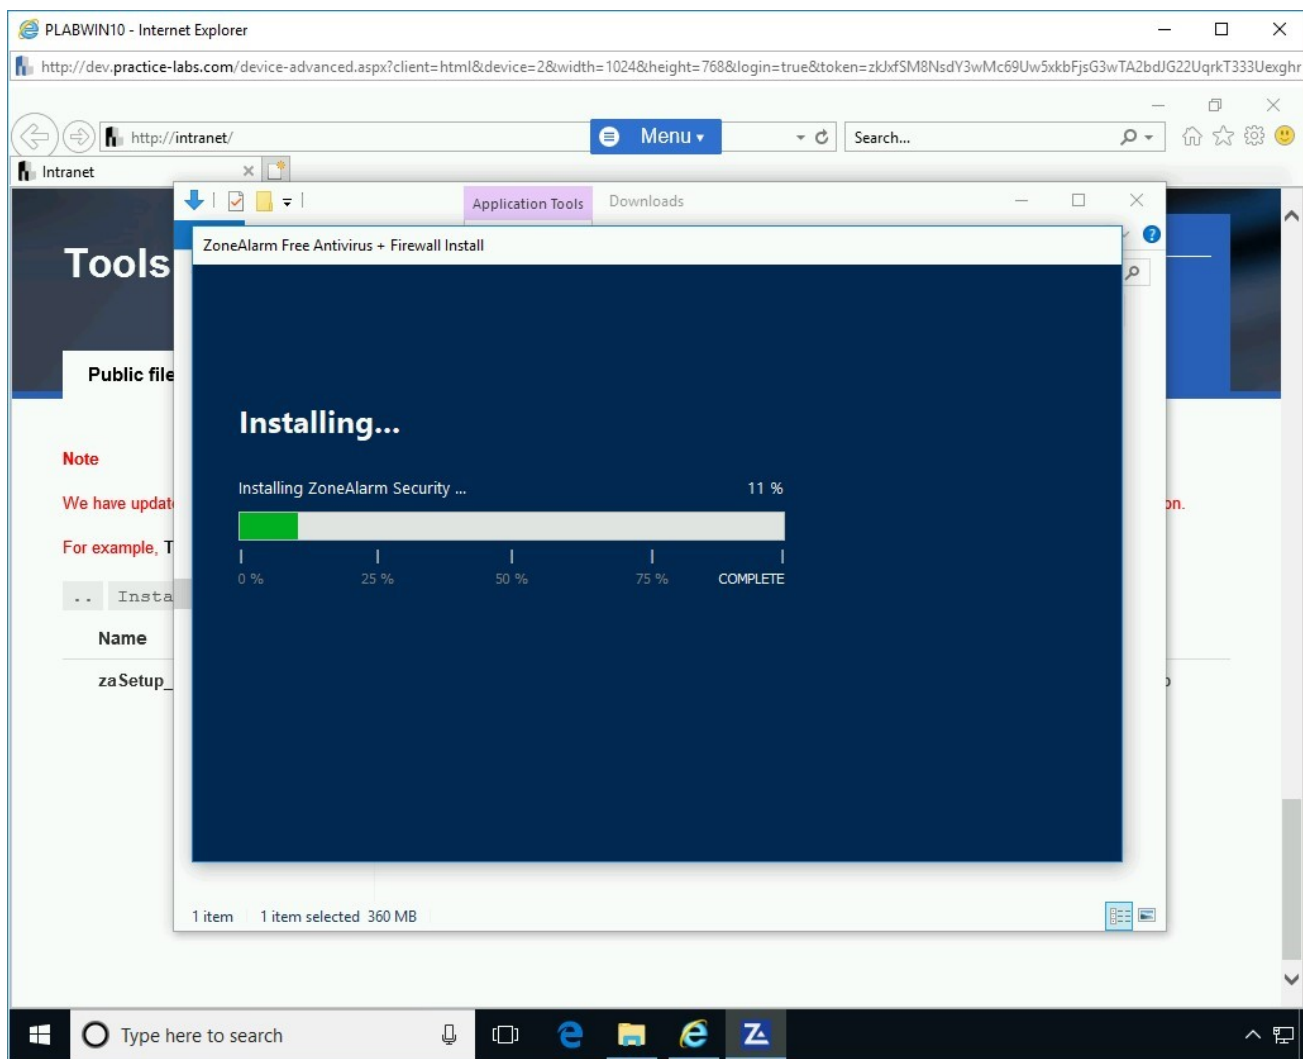 PLABWIN10 - Internet Explorer
http://dev.practice-labs.com/device-advanced.aspx?client=html&device=2&width=1024&height=768&login=true&token=zkJxfSM8NsdY3wMc69Uw5xkbFjsG3wTA2bdJG22UqrkT333Uexghr
http://intranet/
Menu
Search...
Intranet
Application Tools
Downloads
ZoneAlarm Free Antivirus + Firewall Install
Tools
Public file
Installing...
Note
Installing ZoneAlarm Security ... 11 %
We have updat on.
For example, T
0 % 25 % 50 % 75 % COMPLETE
.. Insta
Name
zaSetup_
1 item 1 item selected 360 MB
Type here to search